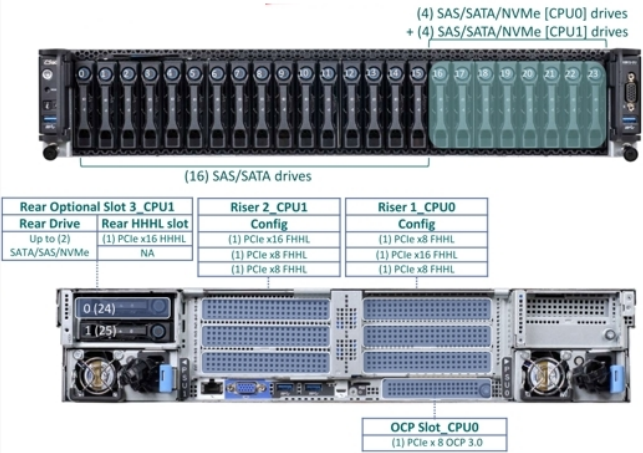 (4) SAS/SATA/NVMe [CPU0] drives
+ (4) SAS/SATA/NVMe [CPU1] drives
0 1 2 3 4 5 6 7 8 9 10 11 12 13 14 15 16 17 18 19 20 21 22 23
(16) SAS/SATA drives
Rear Optional Slot 3_CPU1
Rear Drive Rear HHHL slot
Up to (2) (1) PCIe x16 HHHL
SATA/SAS/NVMe NA
Riser 2_CPU1
Config
(1) PCIe x16 FHHL
(1) PCIe x8 FHHL
(1) PCIe x8 FHHL
Riser 1_CPU0
Config
(1) PCIe x8 FHHL
(1) PCIe x16 FHHL
(1) PCIe x8 FHHL
0 (24)
1 (25)
OCP Slot_CPU0
(1) PCIe x 8 OCP 3.0